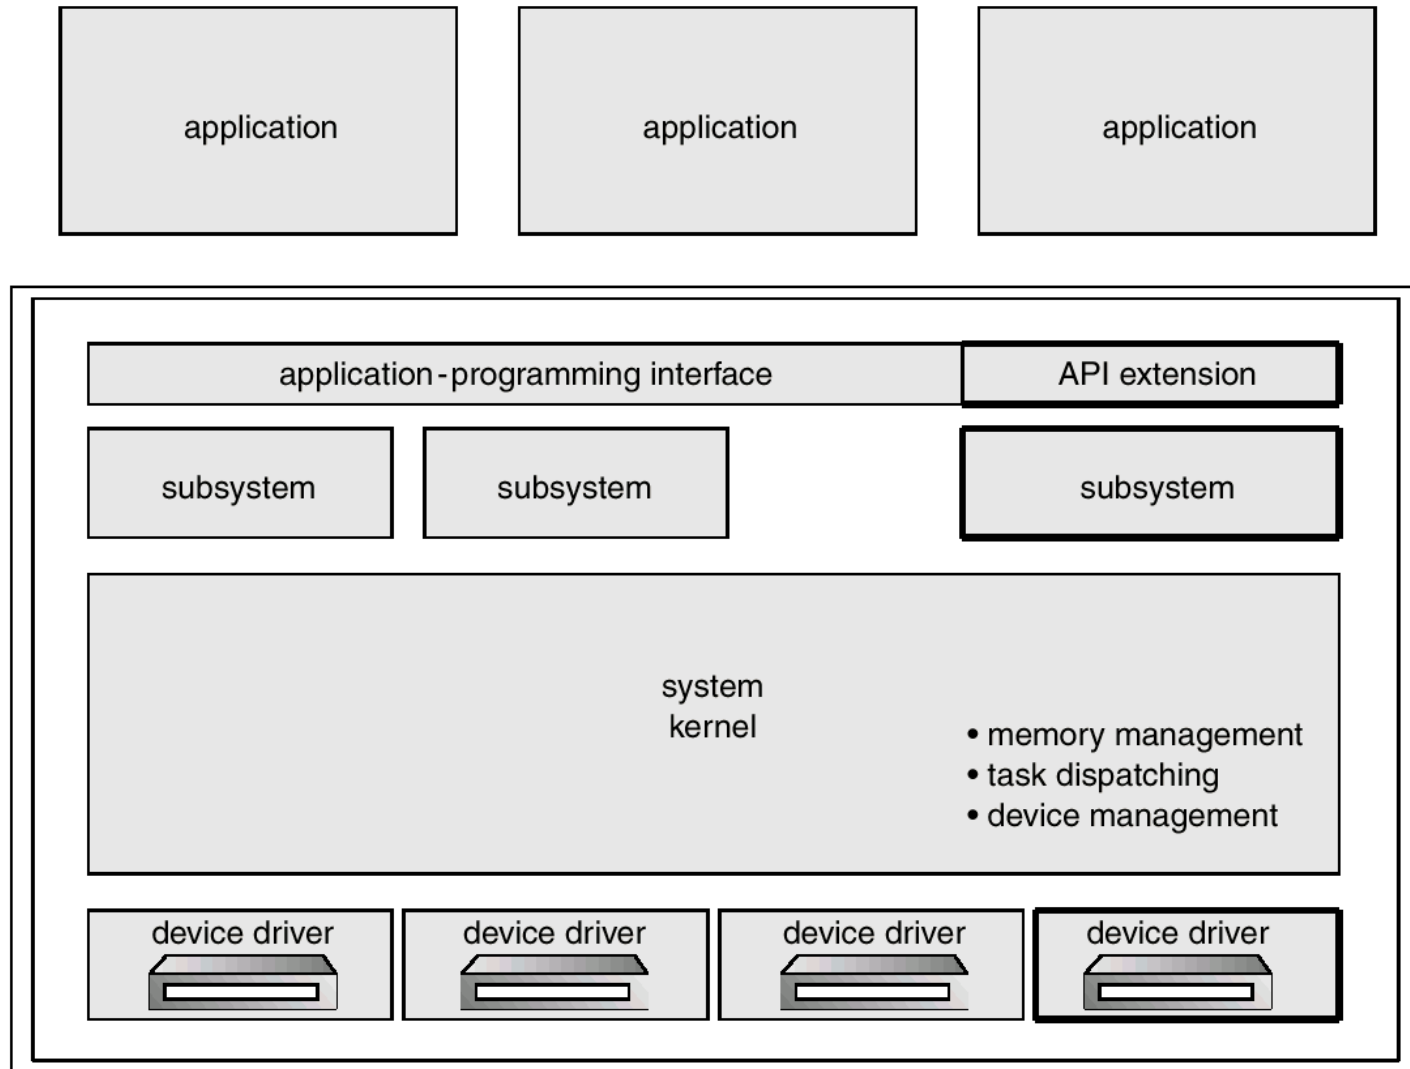 application
application
application
application-programming interface
API extension
subsystem
subsystem
subsystem
system
kernel
• memory management
• task dispatching
• device management
device driver
device driver
device driver
device driver